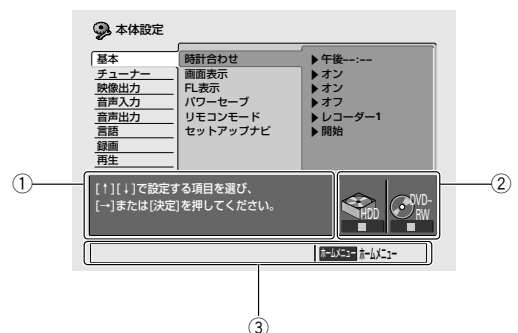 本体設定
基本
チューナー
映像出力
音声入力
音声出力
言語
録画
再生
時計合わせ ▶午後--:--
画面表示 ▶オン
FL表示 ▶オン
パワーセーブ ▶オフ
リモコンモード ▶レコーダー1
セットアップナビ ▶開始
① ②
[↑][↓]で設定する項目を選び、
[→]または[決定]を押してください。
HDD
DVD-
RW
ホームメニュー ホームメニュー
③